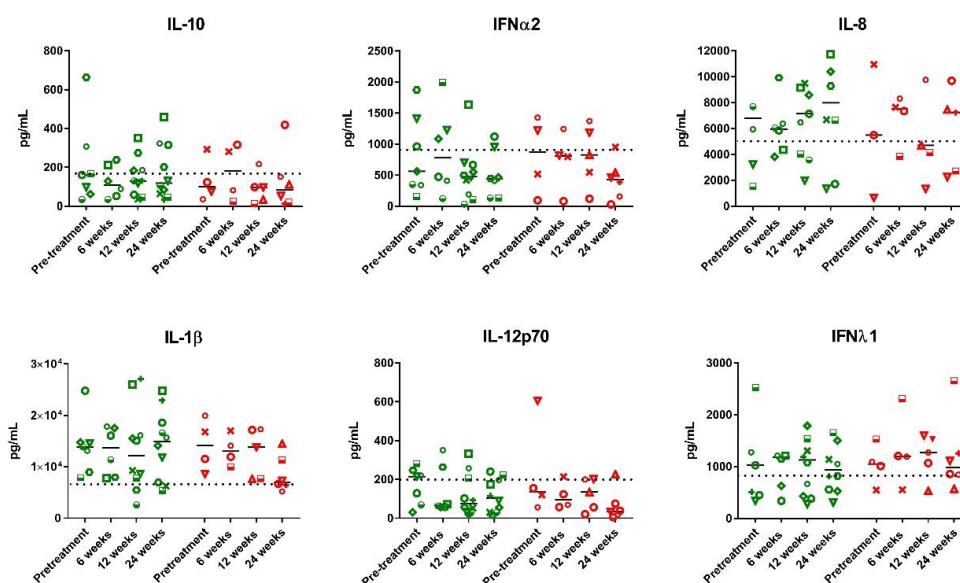 IL-10
pg/mL
800
600
400
200
0
Pre-treatment
6 weeks
12 weeks
24 weeks
Pre-treatment
6 weeks
12 weeks
24 weeks
IFNα2
pg/mL
2500
2000
1500
1000
500
0
Pre-treatment
6 weeks
12 weeks
24 weeks
Pre-treatment
6 weeks
12 weeks
24 weeks
IL-8
pg/mL
12000
10000
8000
6000
4000
2000
0
Pre-treatment
6 weeks
12 weeks
24 weeks
Pretreatment
6 weeks
12 weeks
24 weeks
IL-1β
pg/mL
3×10⁴
2×10⁴
1×10⁴
0
Pretreatment
6 weeks
12 weeks
24 weeks
Pretreatment
6 weeks
12 weeks
24 weeks
IL-12p70
pg/mL
800
600
400
200
0
Pretreatment
6 weeks
12 weeks
24 weeks
Pretreatment
6 weeks
12 weeks
24 weeks
IFNλ1
pg/mL
3000
2000
1000
0
Pretreatment
6 weeks
12 weeks
24 weeks
Pretreatment
6 weeks
12 weeks
24 weeks